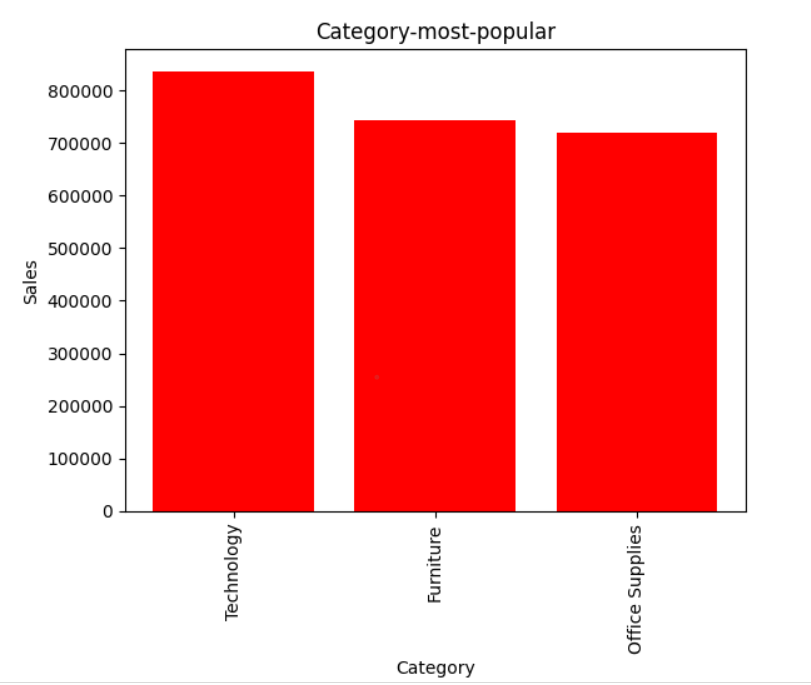 Category-most-popular
Sales
800000
700000
600000
500000
400000
300000
200000
100000
0
Technology
Furniture
Office Supplies
Category